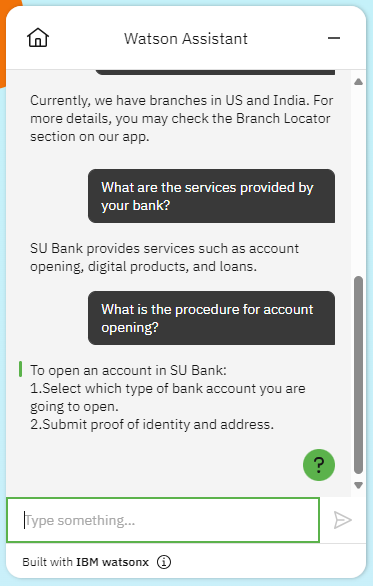 Watson Assistant
Currently, we have branches in US and India. For
more details, you may check the Branch Locator
section on our app.
What are the services provided by
your bank?
SU Bank provides services such as account
opening, digital products, and loans.
What is the procedure for account
opening?
To open an account in SU Bank:
1.Select which type of bank account you are
going to open.
2.Submit proof of identity and address.
?
Type something...
Built with IBM watsonx